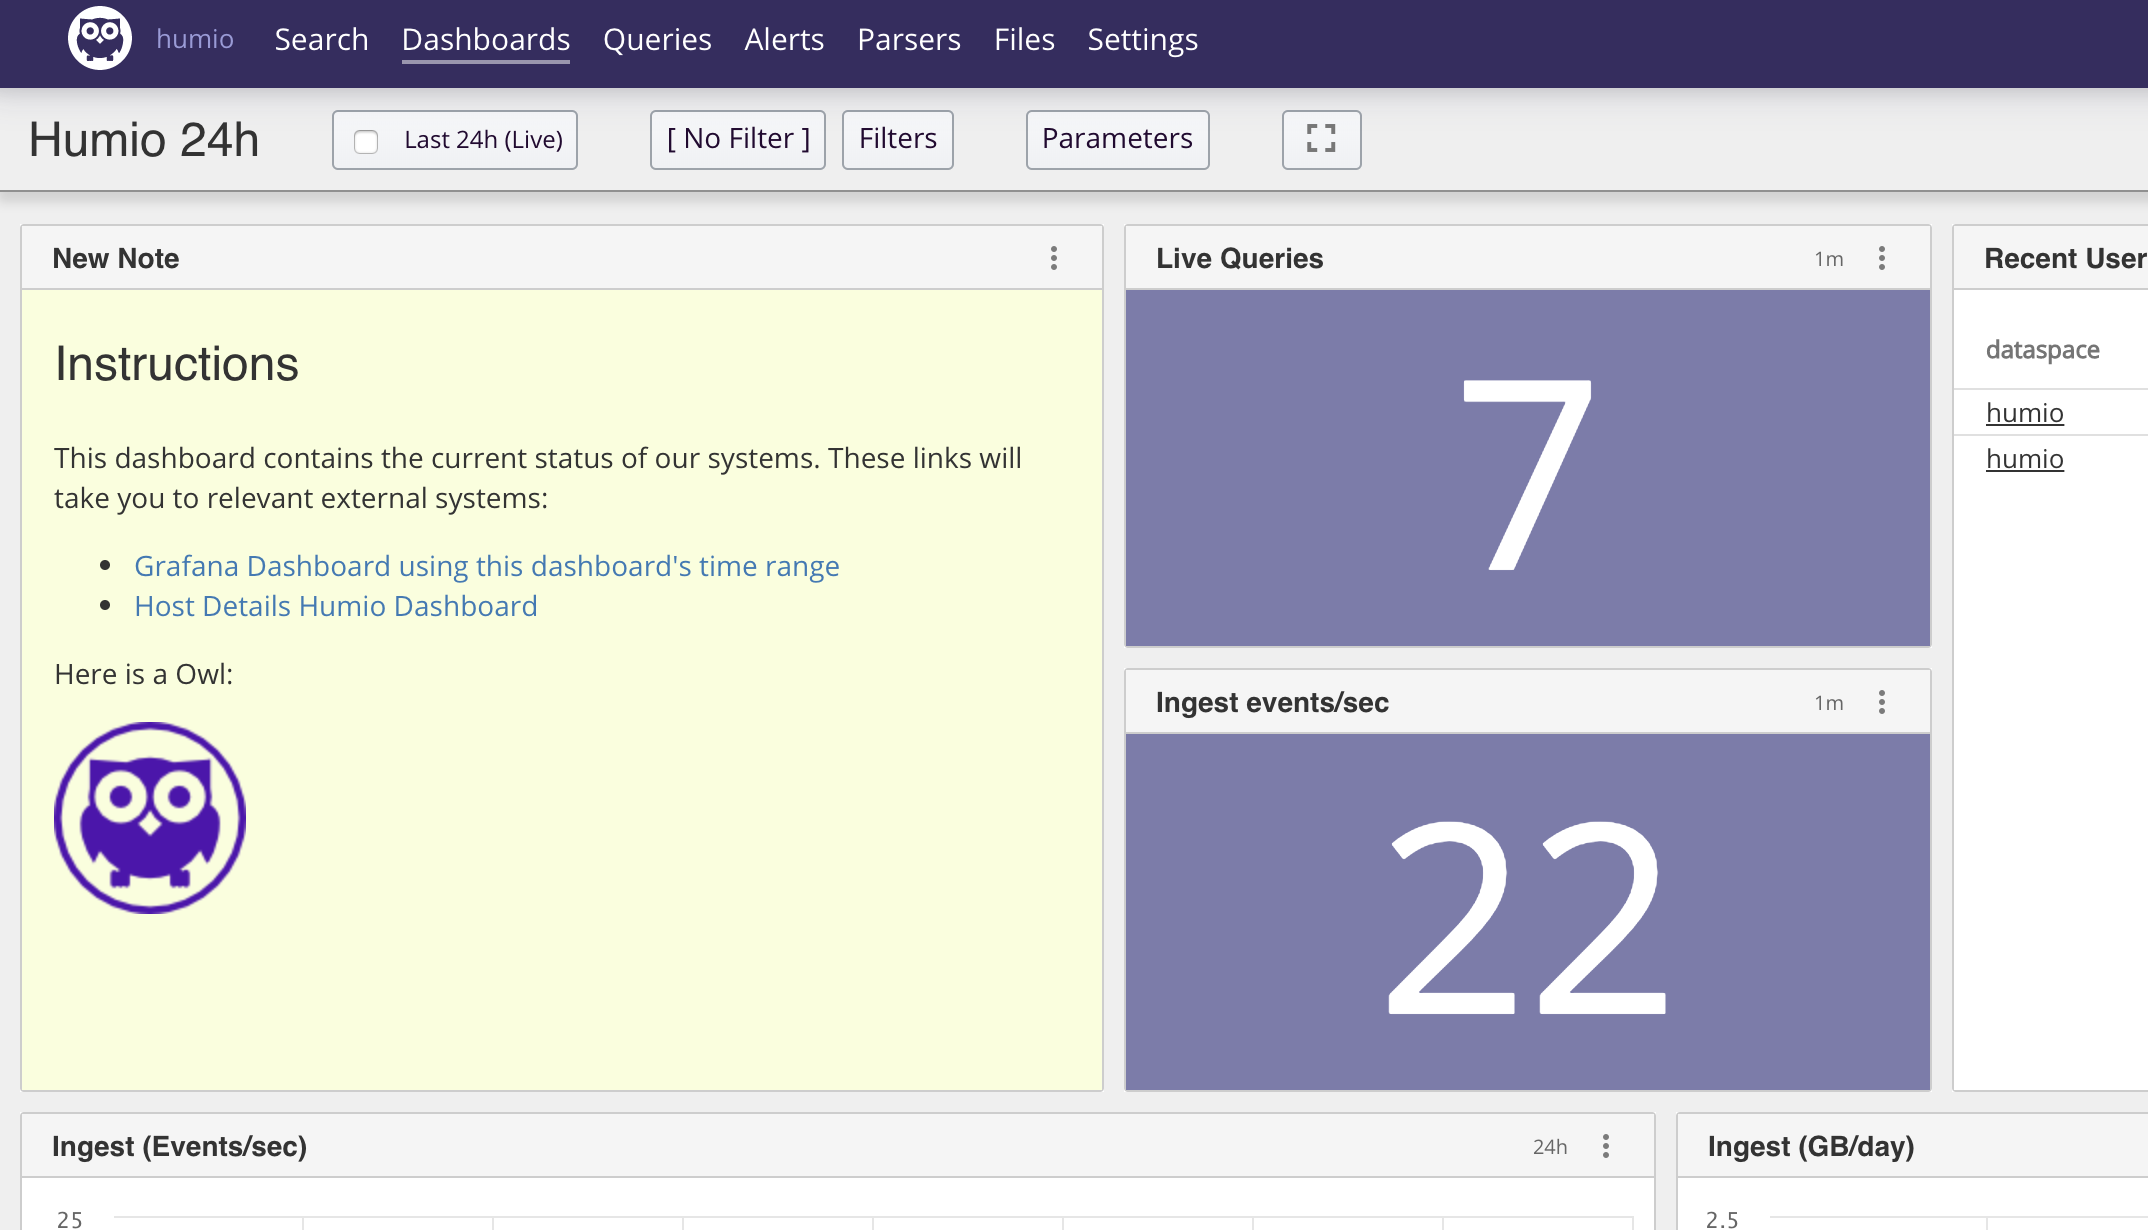 humio Search Dashboards Queries Alerts Parsers Files Settings
Humio 24h Last 24h (Live) [ No Filter ] Filters Parameters
New Note
Instructions
This dashboard contains the current status of our systems. These links will
take you to relevant external systems:
Grafana Dashboard using this dashboard's time range
Host Details Humio Dashboard
Here is a Owl:
Live Queries 1m
7
Ingest events/sec 1m
22
Recent User
dataspace
humio
humio
Ingest (Events/sec) 24h
25
Ingest (GB/day)
2.5